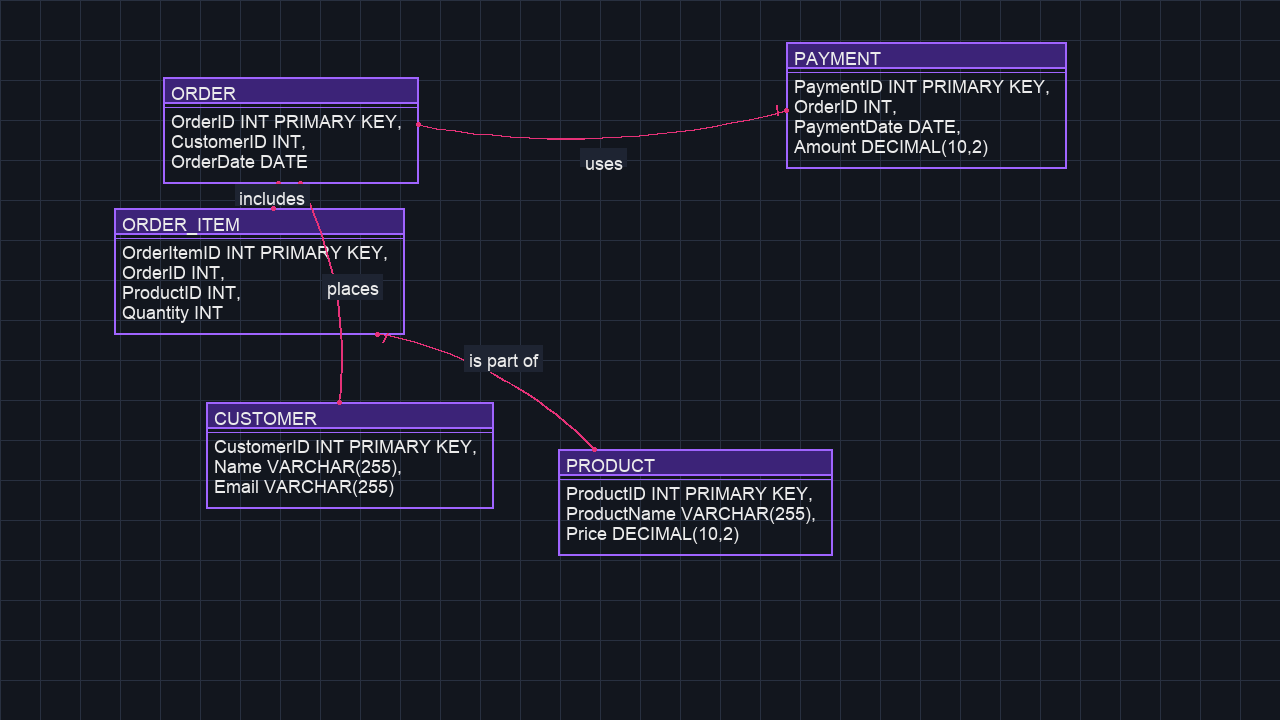 PAYMENT
PaymentID INT PRIMARY KEY,
OrderID INT,
PaymentDate DATE,
Amount DECIMAL(10,2)
ORDER
OrderID INT PRIMARY KEY,
CustomerID INT,
OrderDate DATE
uses
includes
ORDER_ITEM
OrderItemID INT PRIMARY KEY,
OrderID INT,
ProductID INT,
Quantity INT
places
is part of
CUSTOMER
CustomerID INT PRIMARY KEY,
Name VARCHAR(255),
Email VARCHAR(255)
PRODUCT
ProductID INT PRIMARY KEY,
ProductName VARCHAR(255),
Price DECIMAL(10,2)